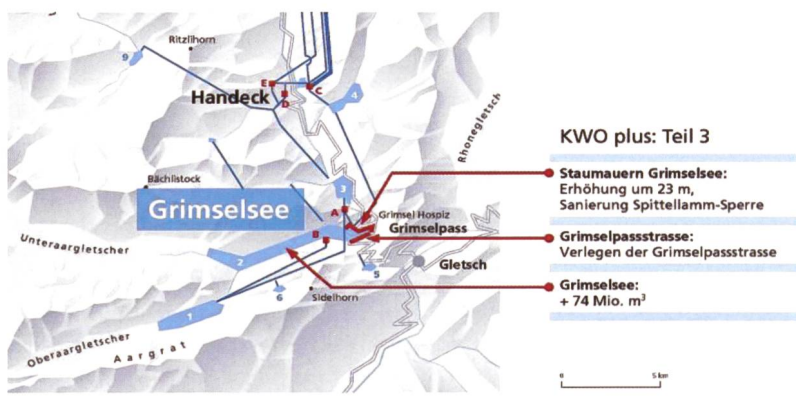 Ritzlihorn
9
E
C
D
4
Handeck
Rhonegletsch
Bächlistock
3
Grimselsee
A
Grimsel Hospiz
Grimselpass
B
Unteraargletscher
2
Gletsch
5
6
Sidelhorn
1
Oberaargletscher
Aargrat
KWO plus: Teil 3
Staumauern Grimselsee:
Erhöhung um 23 m,
Sanierung Spittellamm-Sperre
Grimselpassstrasse:
Verlegen der Grimselpassstrasse
Grimselsee:
+ 74 Mio. m³
0 5 km